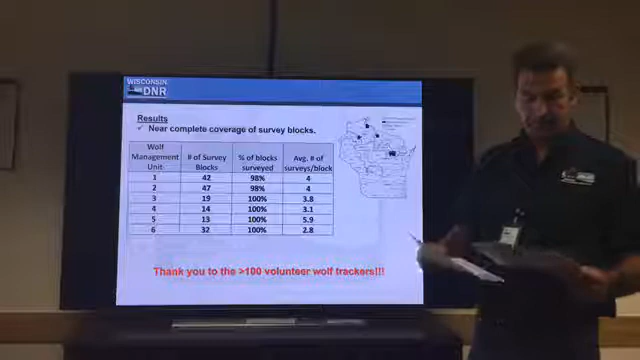 WISCONSIN
DNR
Results
✓ Near complete coverage of survey blocks.
Wolf Management Unit | # of Survey Blocks | % of blocks surveyed | Avg. # of surveys/block
1 | 42 | 98% | 4
2 | 47 | 98% | 4
3 | 19 | 100% | 3.8
4 | 14 | 100% | 3.1
5 | 13 | 100% | 5.9
6 | 32 | 100% | 2.8
Thank you to the >100 volunteer wolf trackers!!!